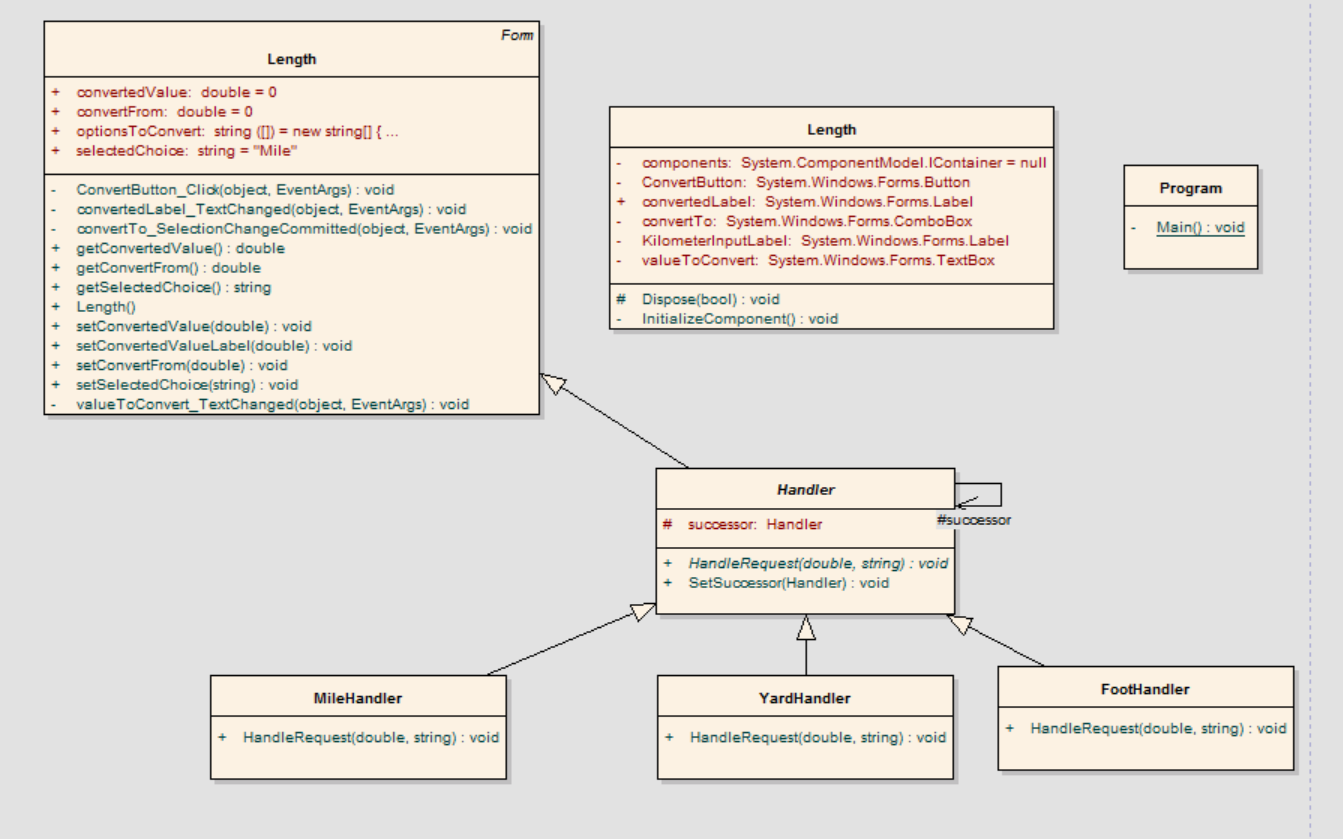 Form
Length
+ convertedValue: double = 0
+ convertFrom: double = 0
+ optionsToConvert: string ([]) = new string[] { ...
+ selectedChoice: string = "Mile"
- ConvertButton_Click(object, EventArgs) : void
- convertedLabel_TextChanged(object, EventArgs) : void
- convertTo_SelectionChangeCommitted(object, EventArgs) : void
+ getConvertedValue() : double
+ getConvertFrom() : double
+ getSelectedChoice() : string
+ Length()
+ setConvertedValue(double) : void
+ setConvertedValueLabel(double) : void
+ setConvertFrom(double) : void
+ setSelectedChoice(string) : void
- valueToConvert_TextChanged(object, EventArgs) : void
Length
- components: System.ComponentModel.IContainer = null
- ConvertButton: System.Windows.Forms.Button
+ convertedLabel: System.Windows.Forms.Label
- convertTo: System.Windows.Forms.ComboBox
- KilometerInputLabel: System.Windows.Forms.Label
- valueToConvert: System.Windows.Forms.TextBox
# Dispose(bool) : void
- InitializeComponent() : void
Program
- Main() : void
Handler
# successor: Handler
#successor
+ HandleRequest(double, string) : void
+ SetSuccessor(Handler) : void
MileHandler
+ HandleRequest(double, string) : void
YardHandler
+ HandleRequest(double, string) : void
FootHandler
+ HandleRequest(double, string) : void